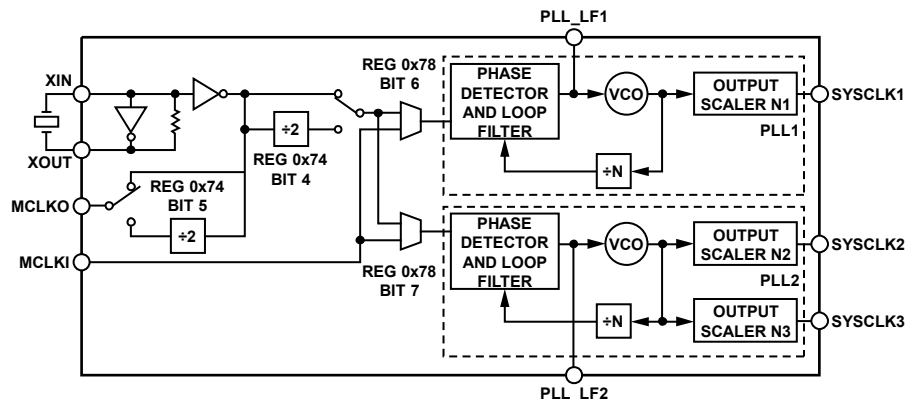 PLL_LF1
XIN
XOUT
MCLKO
MCLKI
REG 0x78
BIT 6
÷2
REG 0x74
BIT 4
REG 0x74
BIT 5
÷2
REG 0x78
BIT 7
PHASE
DETECTOR
AND LOOP
FILTER
VCO
OUTPUT
SCALER N1
PLL1
÷N
SYSCLK1
PHASE
DETECTOR
AND LOOP
FILTER
VCO
OUTPUT
SCALER N2
PLL2
÷N
OUTPUT
SCALER N3
SYSCLK2
SYSCLK3
PLL_LF2